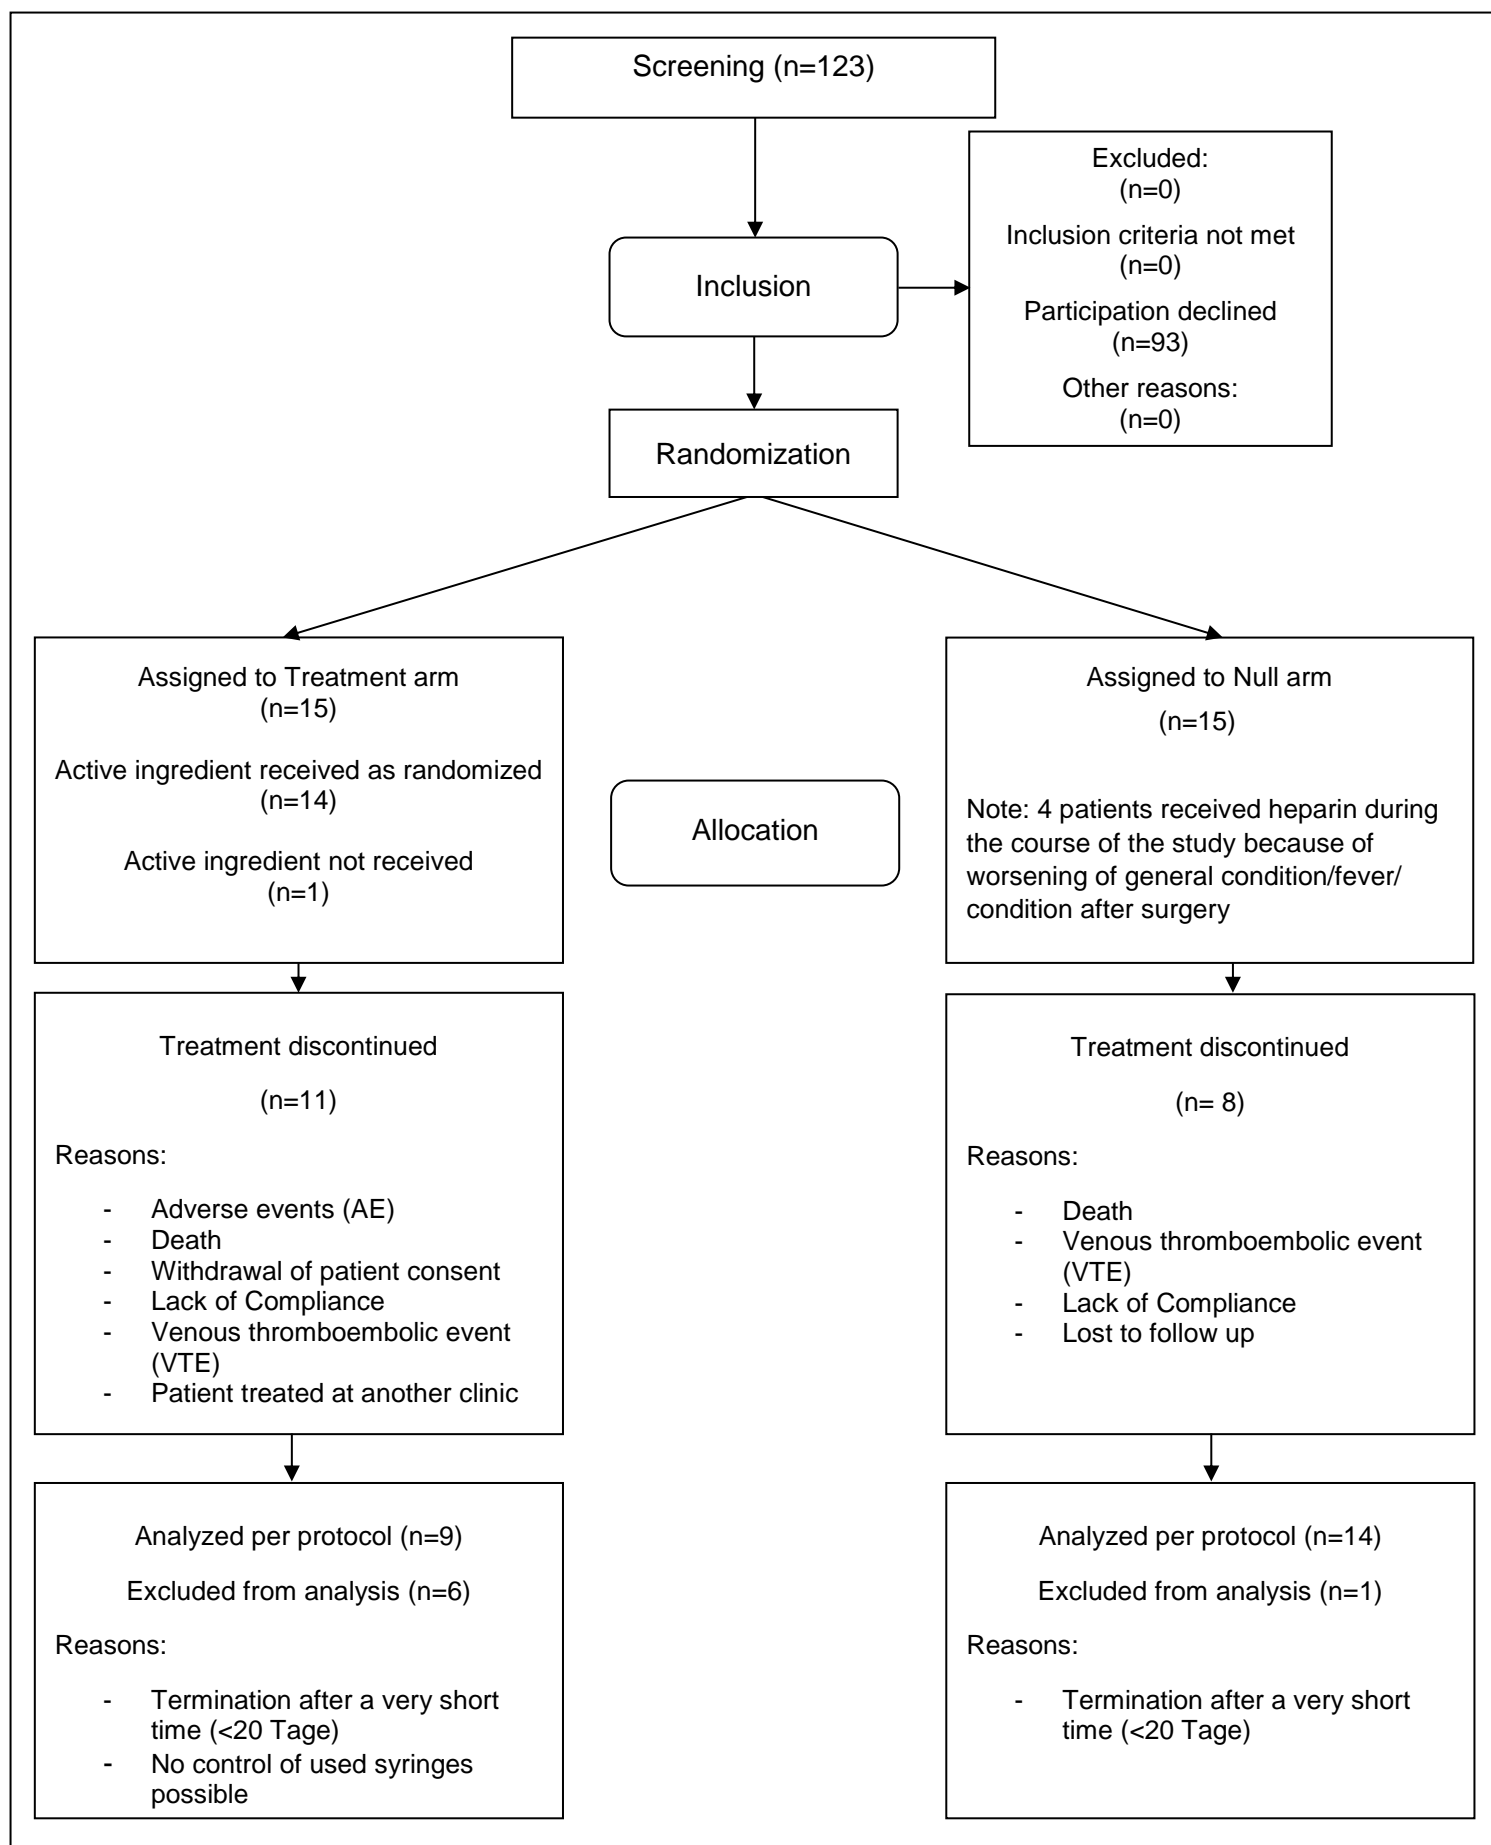 Screening (n=123)
Excluded:
(n=0)
Inclusion criteria not met
(n=0)
Participation declined
(n=93)
Other reasons:
(n=0)
Inclusion
Randomization
Assigned to Treatment arm
(n=15)
Active ingredient received as randomized
(n=14)
Active ingredient not received
(n=1)
Allocation
Assigned to Null arm
(n=15)
Note: 4 patients received heparin during
the course of the study because of
worsening of general condition/fever/
condition after surgery
Treatment discontinued
(n=11)
Reasons:
- Adverse events (AE)
- Death
- Withdrawal of patient consent
- Lack of Compliance
- Venous thromboembolic event
(VTE)
- Patient treated at another clinic
Treatment discontinued
(n= 8)
Reasons:
- Death
- Venous thromboembolic event
(VTE)
- Lack of Compliance
- Lost to follow up
Analyzed per protocol (n=9)
Excluded from analysis (n=6)
Reasons:
- Termination after a very short
time (<20 Tage)
- No control of used syringes
possible
Analyzed per protocol (n=14)
Excluded from analysis (n=1)
Reasons:
- Termination after a very short
time (<20 Tage)